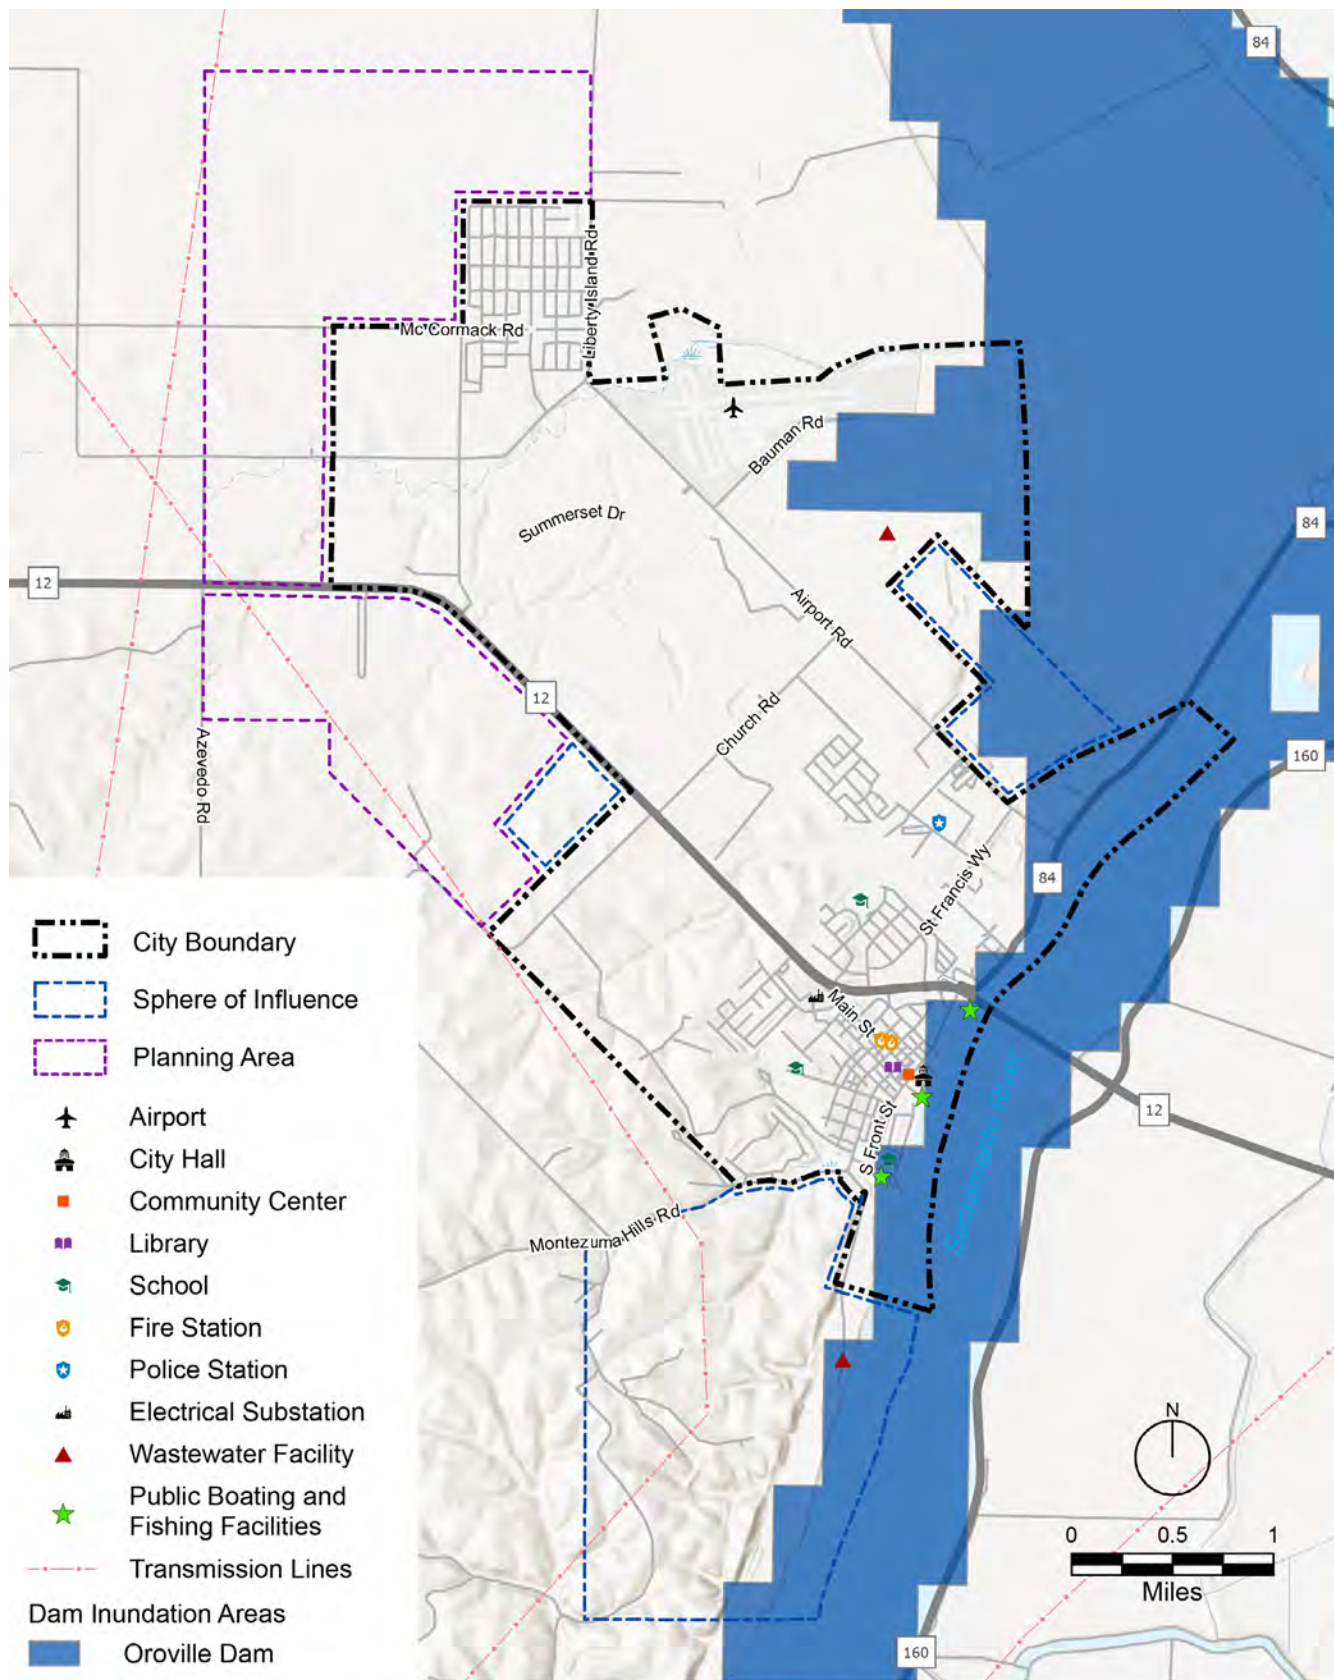 84
Liberty Island Rd
Mc Cormack Rd
Bauman Rd
Summerset Dr
84
12
Airport Rd
12
Church Rd
Azevedo Rd
160
St Francis Wy
84
Main St
12
S Front St
Sacramento River
Montezuma Hills Rd
160
City Boundary
Sphere of Influence
Planning Area
Airport
City Hall
Community Center
Library
School
Fire Station
Police Station
Electrical Substation
Wastewater Facility
Public Boating and
Fishing Facilities
Transmission Lines
Dam Inundation Areas
Oroville Dam
N
0 0.5 1
Miles